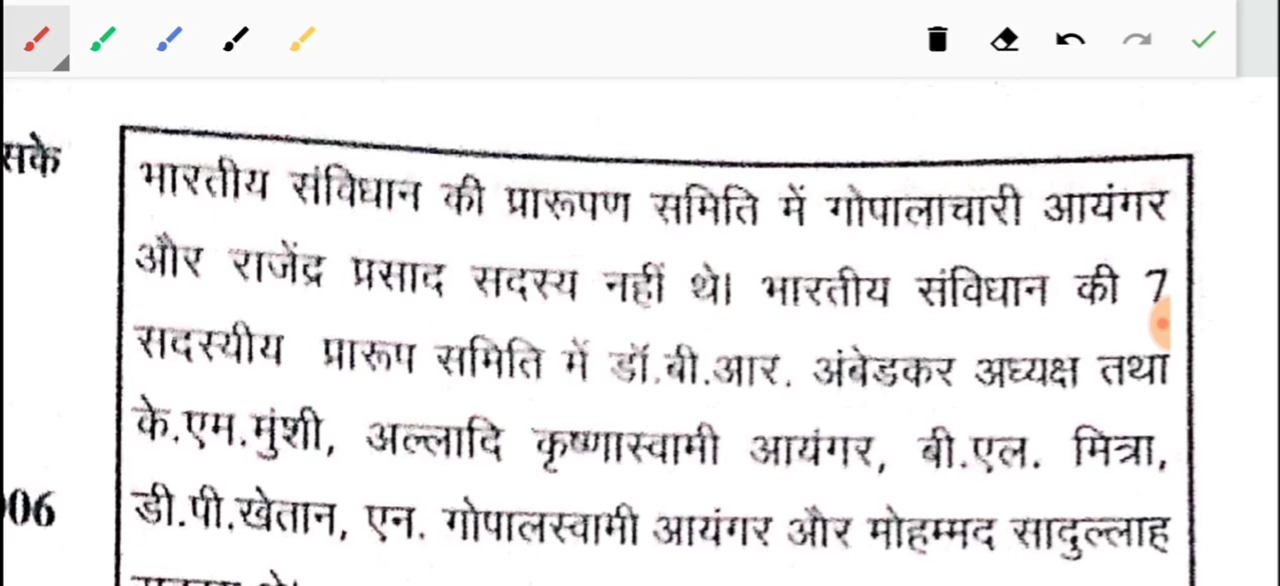 सके
भारतीय संविधान की प्रारूपण समिति में गोपालाचारी आयंगर
और राजेंद्र प्रसाद सदस्य नहीं थे। भारतीय संविधान की 7
सदस्यीय प्रारूप समिति में डॉ.बी.आर. अंबेडकर अध्यक्ष तथा
के.एम.मुंशी, अल्लादि कृष्णास्वामी आयंगर, बी.एल. मित्रा,
06
डी.पी.खेतान, एन. गोपालस्वामी आयंगर और मोहम्मद सादुल्लाह